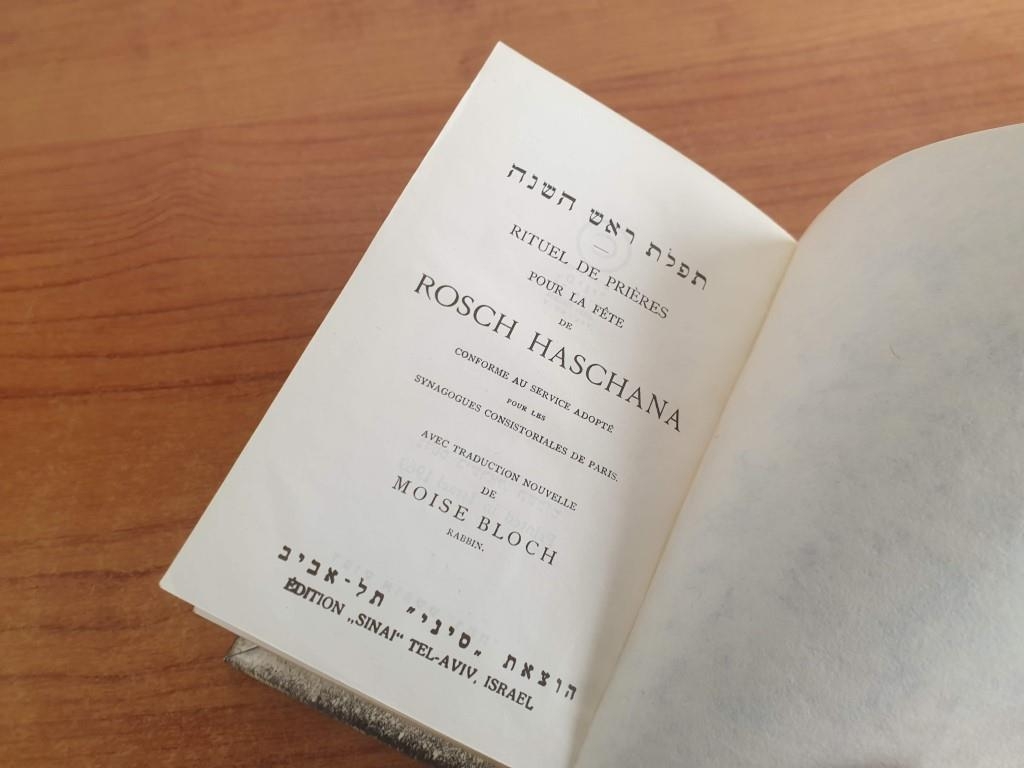 תפלת ראש השנה
RITUEL DE PRIÈRES
POUR LA FÊTE
DE
ROSCH HASCHANA
CONFORME AU SERVICE ADOPTÉ
POUR LES
SYNAGOGUES CONSISTORIALES DE PARIS.
AVEC TRADUCTION NOUVELLE
DE
MOISE BLOCH
RABBIN.
הוצאת „סיני” תל-אביב
ÉDITION „SINAI“ TEL-AVIV, ISRAEL